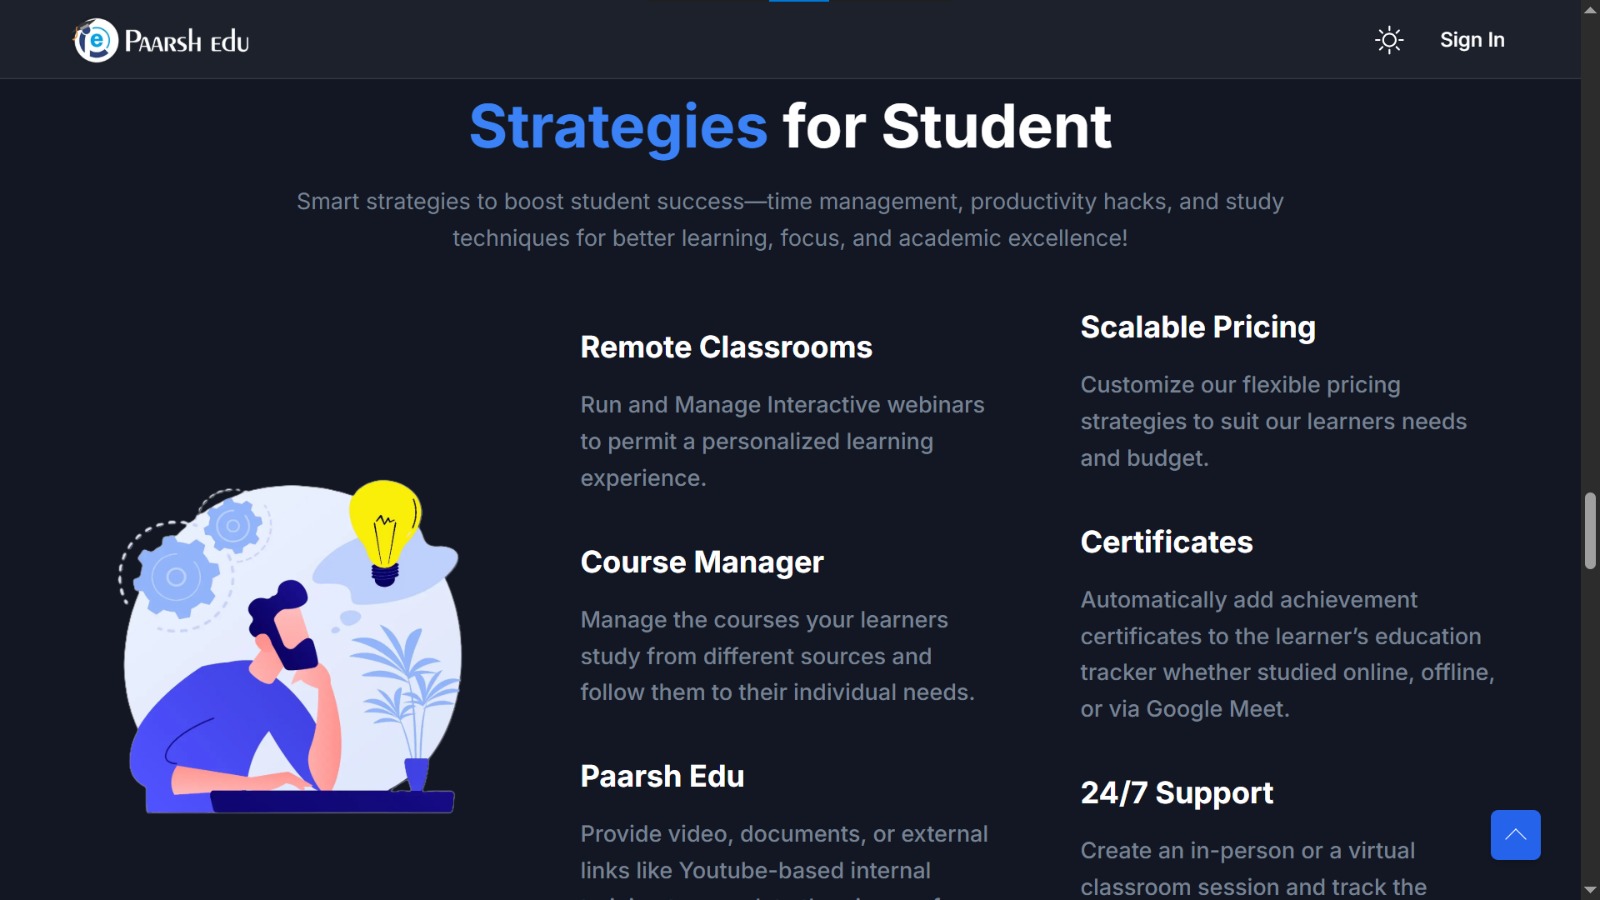 Paarsh edu
Sign In
Strategies for Student
Smart strategies to boost student success—time management, productivity hacks, and study
techniques for better learning, focus, and academic excellence!
Remote Classrooms
Run and Manage Interactive webinars
to permit a personalized learning
experience.
Course Manager
Manage the courses your learners
study from different sources and
follow them to their individual needs.
Paarsh Edu
Provide video, documents, or external
links like Youtube-based internal
Scalable Pricing
Customize our flexible pricing
strategies to suit our learners needs
and budget.
Certificates
Automatically add achievement
certificates to the learner’s education
tracker whether studied online, offline,
or via Google Meet.
24/7 Support
Create an in-person or a virtual
classroom session and track the